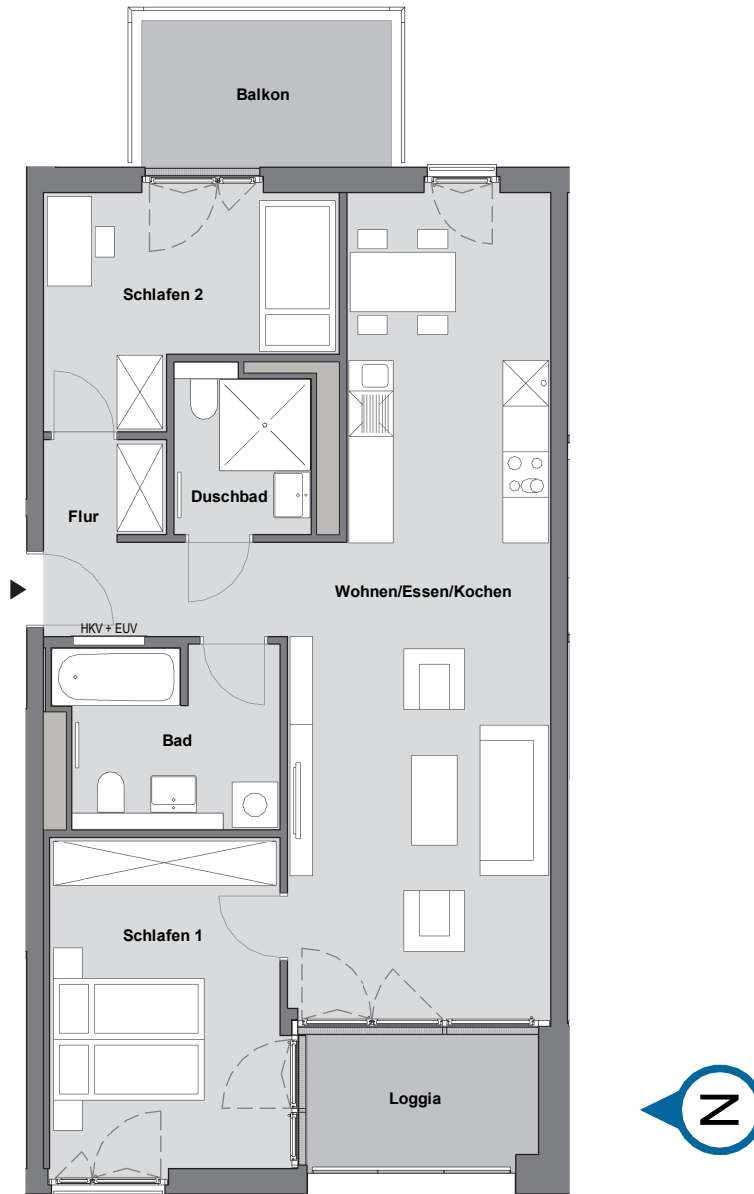 Balkon
Schlafen 2
Duschbad
Flur
Wohnen/Essen/Kochen
HKV + EUV
Bad
Schlafen 1
Loggia
N